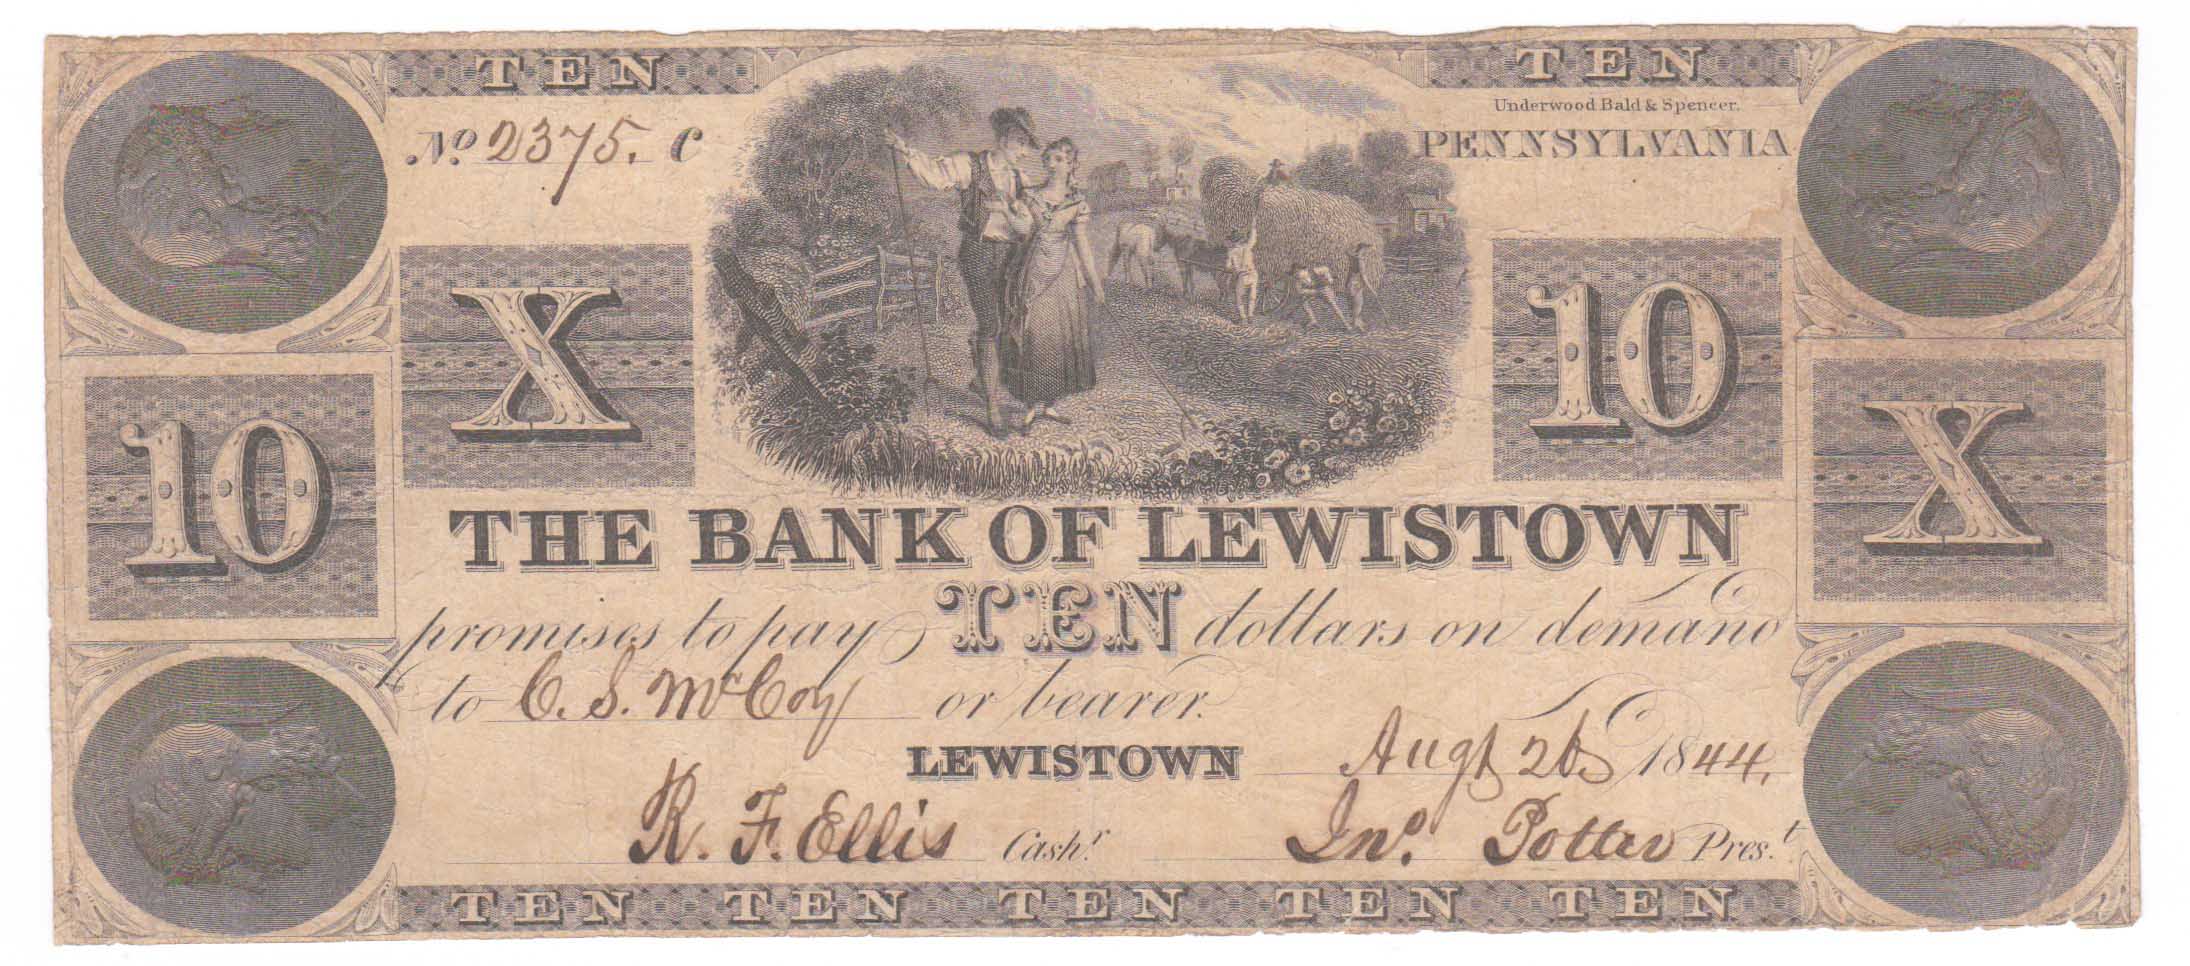 TEN TEN
Underwood Bald & Spencer.
No 2375. C PENNSYLVANIA
X 10
10 X
THE BANK OF LEWISTOWN
promises to pay TEN dollars on demand
to C. S. McCoy or bearer.
LEWISTOWN Augt 26 1844.
R. F. Ellis Cashr. Jno. Potter Prest.
TEN TEN TEN TEN TEN